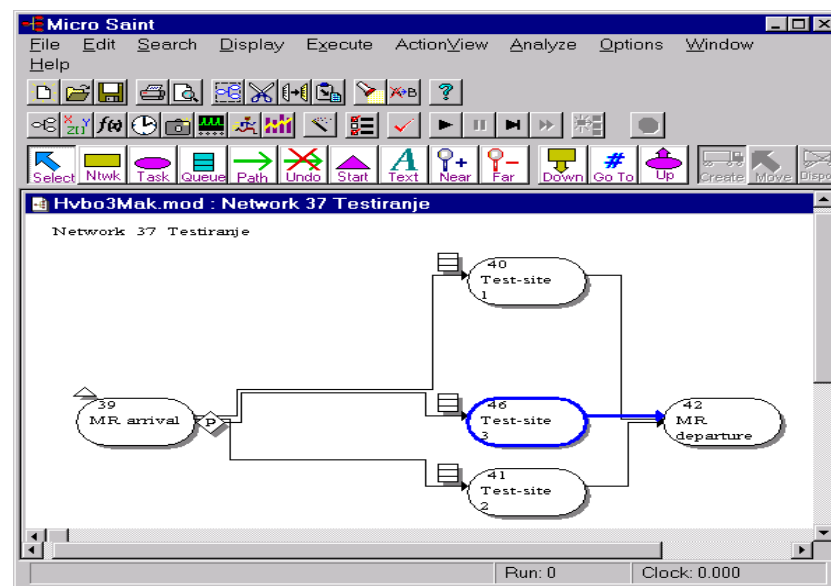 Micro Saint
File Edit Search Display Execute ActionView Analyze Options Window
Help
Select Ntwk Task Queue Path Undo Start Text Near Far Down Go To Up Create Move Dispo
Hvbo3Mak.mod : Network 37 Testiranje
Network 37 Testiranje
40
Test-site
1
39
MR arrival
P
46
Test-site
3
42
MR
departure
41
Test-site
2
Run: 0 Clock: 0.000